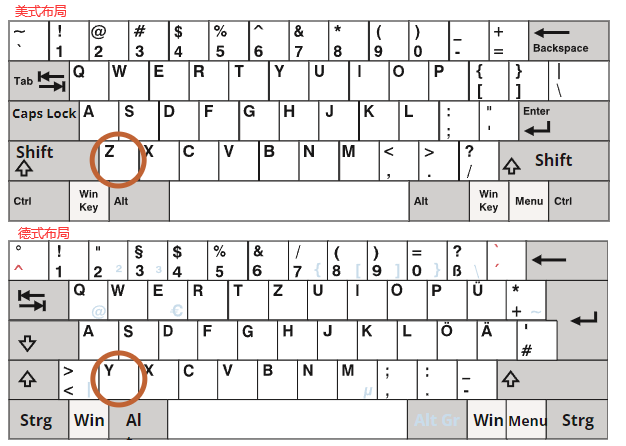 美式布局
~ ! @ # $ % ^ & * ( ) _ +
` 1 2 3 4 5 6 7 8 9 0 - = Backspace
Tab Q W E R T Y U I O P { } |
[ ] \
Caps Lock A S D F G H J K L : " Enter
; '
Shift Z X C V B N M < > ? Shift
, . /
Ctrl Win Key Alt Alt Win Key Menu Ctrl
德式布局
° ! " § $ % & / ( ) = ? `
^ 1 2 ² 3 ³ 4 5 6 7 { 8 [ 9 ] 0 } ß \ ´
Q W E R T Z U I O P Ü *
@ € + ~
A S D F G H J K L Ö Ä '
#
> Y X C V B N M ; : _
< | µ , . -
Strg Win Al Alt Gr Win Menu Strg